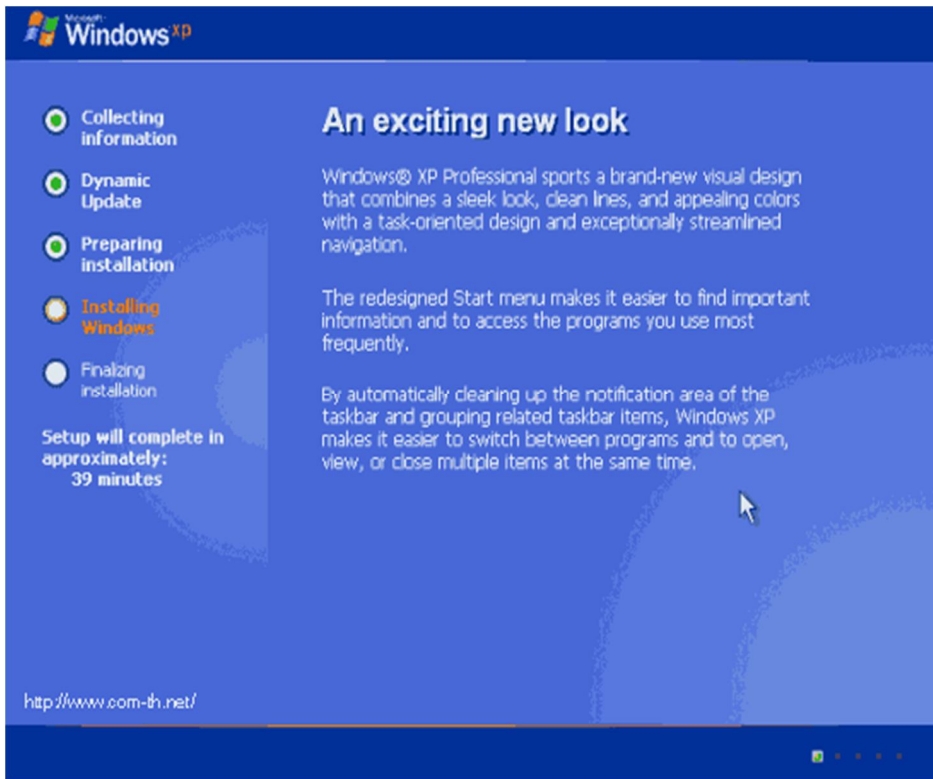 Microsoft
Windows xp
Collecting
information
Dynamic
Update
Preparing
installation
Installing
Windows
Finalizing
installation
Setup will complete in
approximately:
39 minutes
An exciting new look
Windows® XP Professional sports a brand-new visual design
that combines a sleek look, clean lines, and appealing colors
with a task-oriented design and exceptionally streamlined
navigation.
The redesigned Start menu makes it easier to find important
information and to access the programs you use most
frequently.
By automatically cleaning up the notification area of the
taskbar and grouping related taskbar items, Windows XP
makes it easier to switch between programs and to open,
view, or close multiple items at the same time.
http://www.com-th.net/